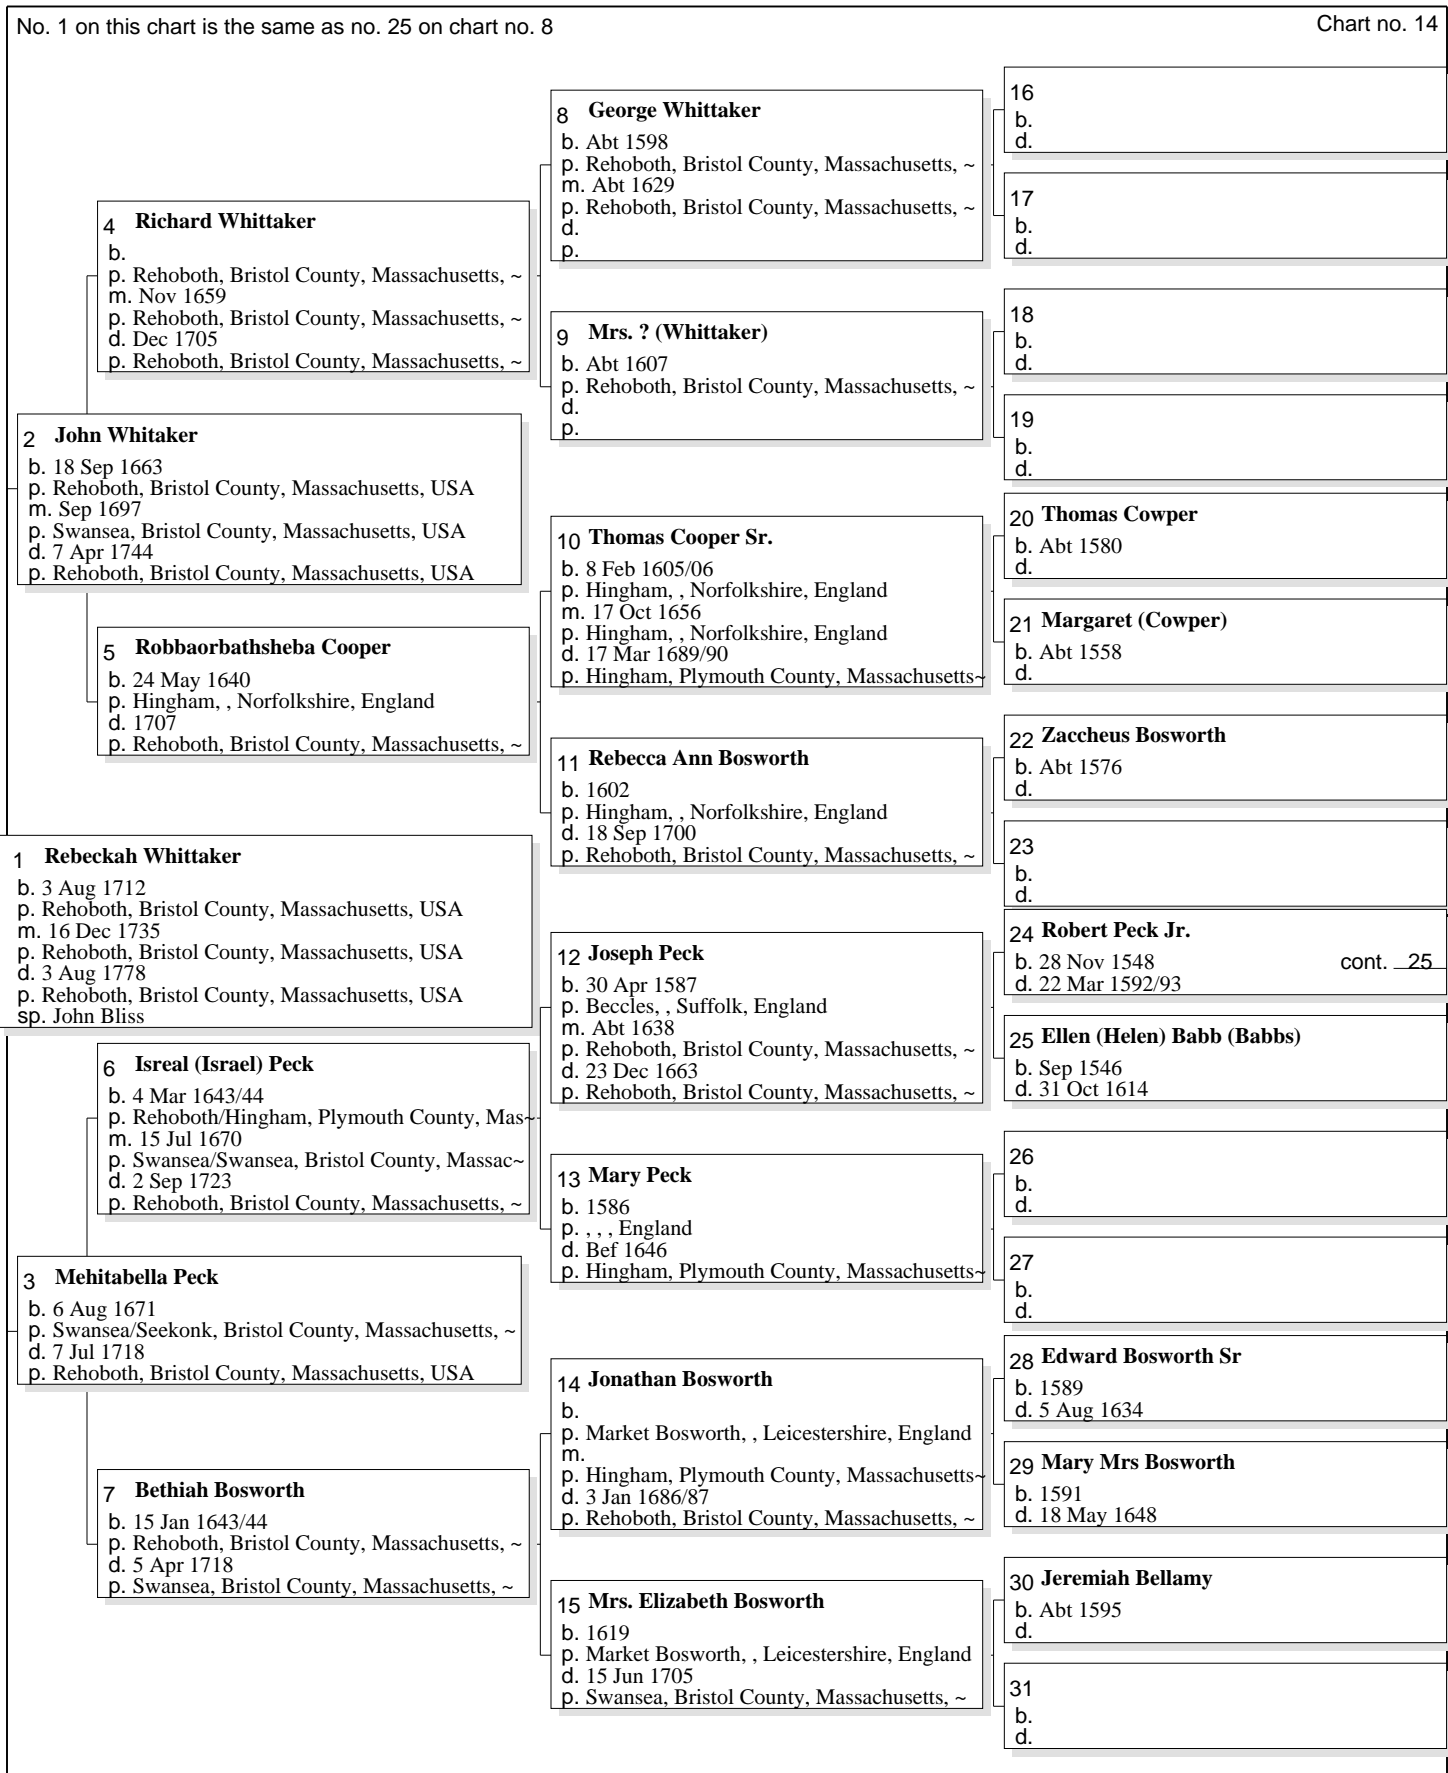 No. 1 on this chart is the same as no. 25 on chart no. 8
Chart no. 14
1 Rebeckah Whittaker
b. 3 Aug 1712
p. Rehoboth, Bristol County, Massachusetts, USA
m. 16 Dec 1735
p. Rehoboth, Bristol County, Massachusetts, USA
d. 3 Aug 1778
p. Rehoboth, Bristol County, Massachusetts, USA
sp. John Bliss
2 John Whitaker
b. 18 Sep 1663
p. Rehoboth, Bristol County, Massachusetts, USA
m. Sep 1697
p. Swansea, Bristol County, Massachusetts, USA
d. 7 Apr 1744
p. Rehoboth, Bristol County, Massachusetts, USA
3 Mehitabella Peck
b. 6 Aug 1671
p. Swansea/Seekonk, Bristol County, Massachusetts, ~
d. 7 Jul 1718
p. Rehoboth, Bristol County, Massachusetts, USA
4 Richard Whittaker
b.
p. Rehoboth, Bristol County, Massachusetts, ~
m. Nov 1659
p. Rehoboth, Bristol County, Massachusetts, ~
d. Dec 1705
p. Rehoboth, Bristol County, Massachusetts, ~
5 Robbaorbathsheba Cooper
b. 24 May 1640
p. Hingham, , Norfolkshire, England
d. 1707
p. Rehoboth, Bristol County, Massachusetts, ~
6 Isreal (Israel) Peck
b. 4 Mar 1643/44
p. Rehoboth/Hingham, Plymouth County, Mas~
m. 15 Jul 1670
p. Swansea/Swansea, Bristol County, Massac~
d. 2 Sep 1723
p. Rehoboth, Bristol County, Massachusetts, ~
7 Bethiah Bosworth
b. 15 Jan 1643/44
p. Rehoboth, Bristol County, Massachusetts, ~
d. 5 Apr 1718
p. Swansea, Bristol County, Massachusetts, ~
8 George Whittaker
b. Abt 1598
p. Rehoboth, Bristol County, Massachusetts, ~
m. Abt 1629
p. Rehoboth, Bristol County, Massachusetts, ~
d.
p.
9 Mrs. ? (Whittaker)
b. Abt 1607
p. Rehoboth, Bristol County, Massachusetts, ~
d.
p.
10 Thomas Cooper Sr.
b. 8 Feb 1605/06
p. Hingham, , Norfolkshire, England
m. 17 Oct 1656
p. Hingham, , Norfolkshire, England
d. 17 Mar 1689/90
p. Hingham, Plymouth County, Massachusetts~
11 Rebecca Ann Bosworth
b. 1602
p. Hingham, , Norfolkshire, England
d. 18 Sep 1700
p. Rehoboth, Bristol County, Massachusetts, ~
12 Joseph Peck
b. 30 Apr 1587
p. Beccles, , Suffolk, England
m. Abt 1638
p. Rehoboth, Bristol County, Massachusetts, ~
d. 23 Dec 1663
p. Rehoboth, Bristol County, Massachusetts, ~
13 Mary Peck
b. 1586
p. , , , England
d. Bef 1646
p. Hingham, Plymouth County, Massachusetts~
14 Jonathan Bosworth
b.
p. Market Bosworth, , Leicestershire, England
m.
p. Hingham, Plymouth County, Massachusetts~
d. 3 Jan 1686/87
p. Rehoboth, Bristol County, Massachusetts, ~
15 Mrs. Elizabeth Bosworth
b. 1619
p. Market Bosworth, , Leicestershire, England
d. 15 Jun 1705
p. Swansea, Bristol County, Massachusetts, ~
16
b.
d.
17
b.
d.
18
b.
d.
19
b.
d.
20 Thomas Cowper
b. Abt 1580
d.
21 Margaret (Cowper)
b. Abt 1558
d.
22 Zaccheus Bosworth
b. Abt 1576
d.
23
b.
d.
24 Robert Peck Jr.
b. 28 Nov 1548 cont. 25
d. 22 Mar 1592/93
25 Ellen (Helen) Babb (Babbs)
b. Sep 1546
d. 31 Oct 1614
26
b.
d.
27
b.
d.
28 Edward Bosworth Sr
b. 1589
d. 5 Aug 1634
29 Mary Mrs Bosworth
b. 1591
d. 18 May 1648
30 Jeremiah Bellamy
b. Abt 1595
d.
31
b.
d.